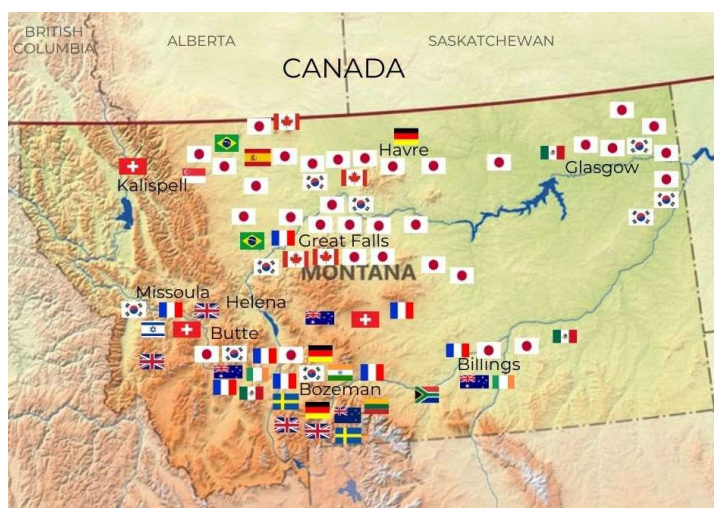 BRITISH
COLUMBIA
ALBERTA
SASKATCHEWAN
CANADA
Havre
Glasgow
Kalispell
Great Falls
MONTANA
Missoula
Helena
Butte
Billings
Bozeman